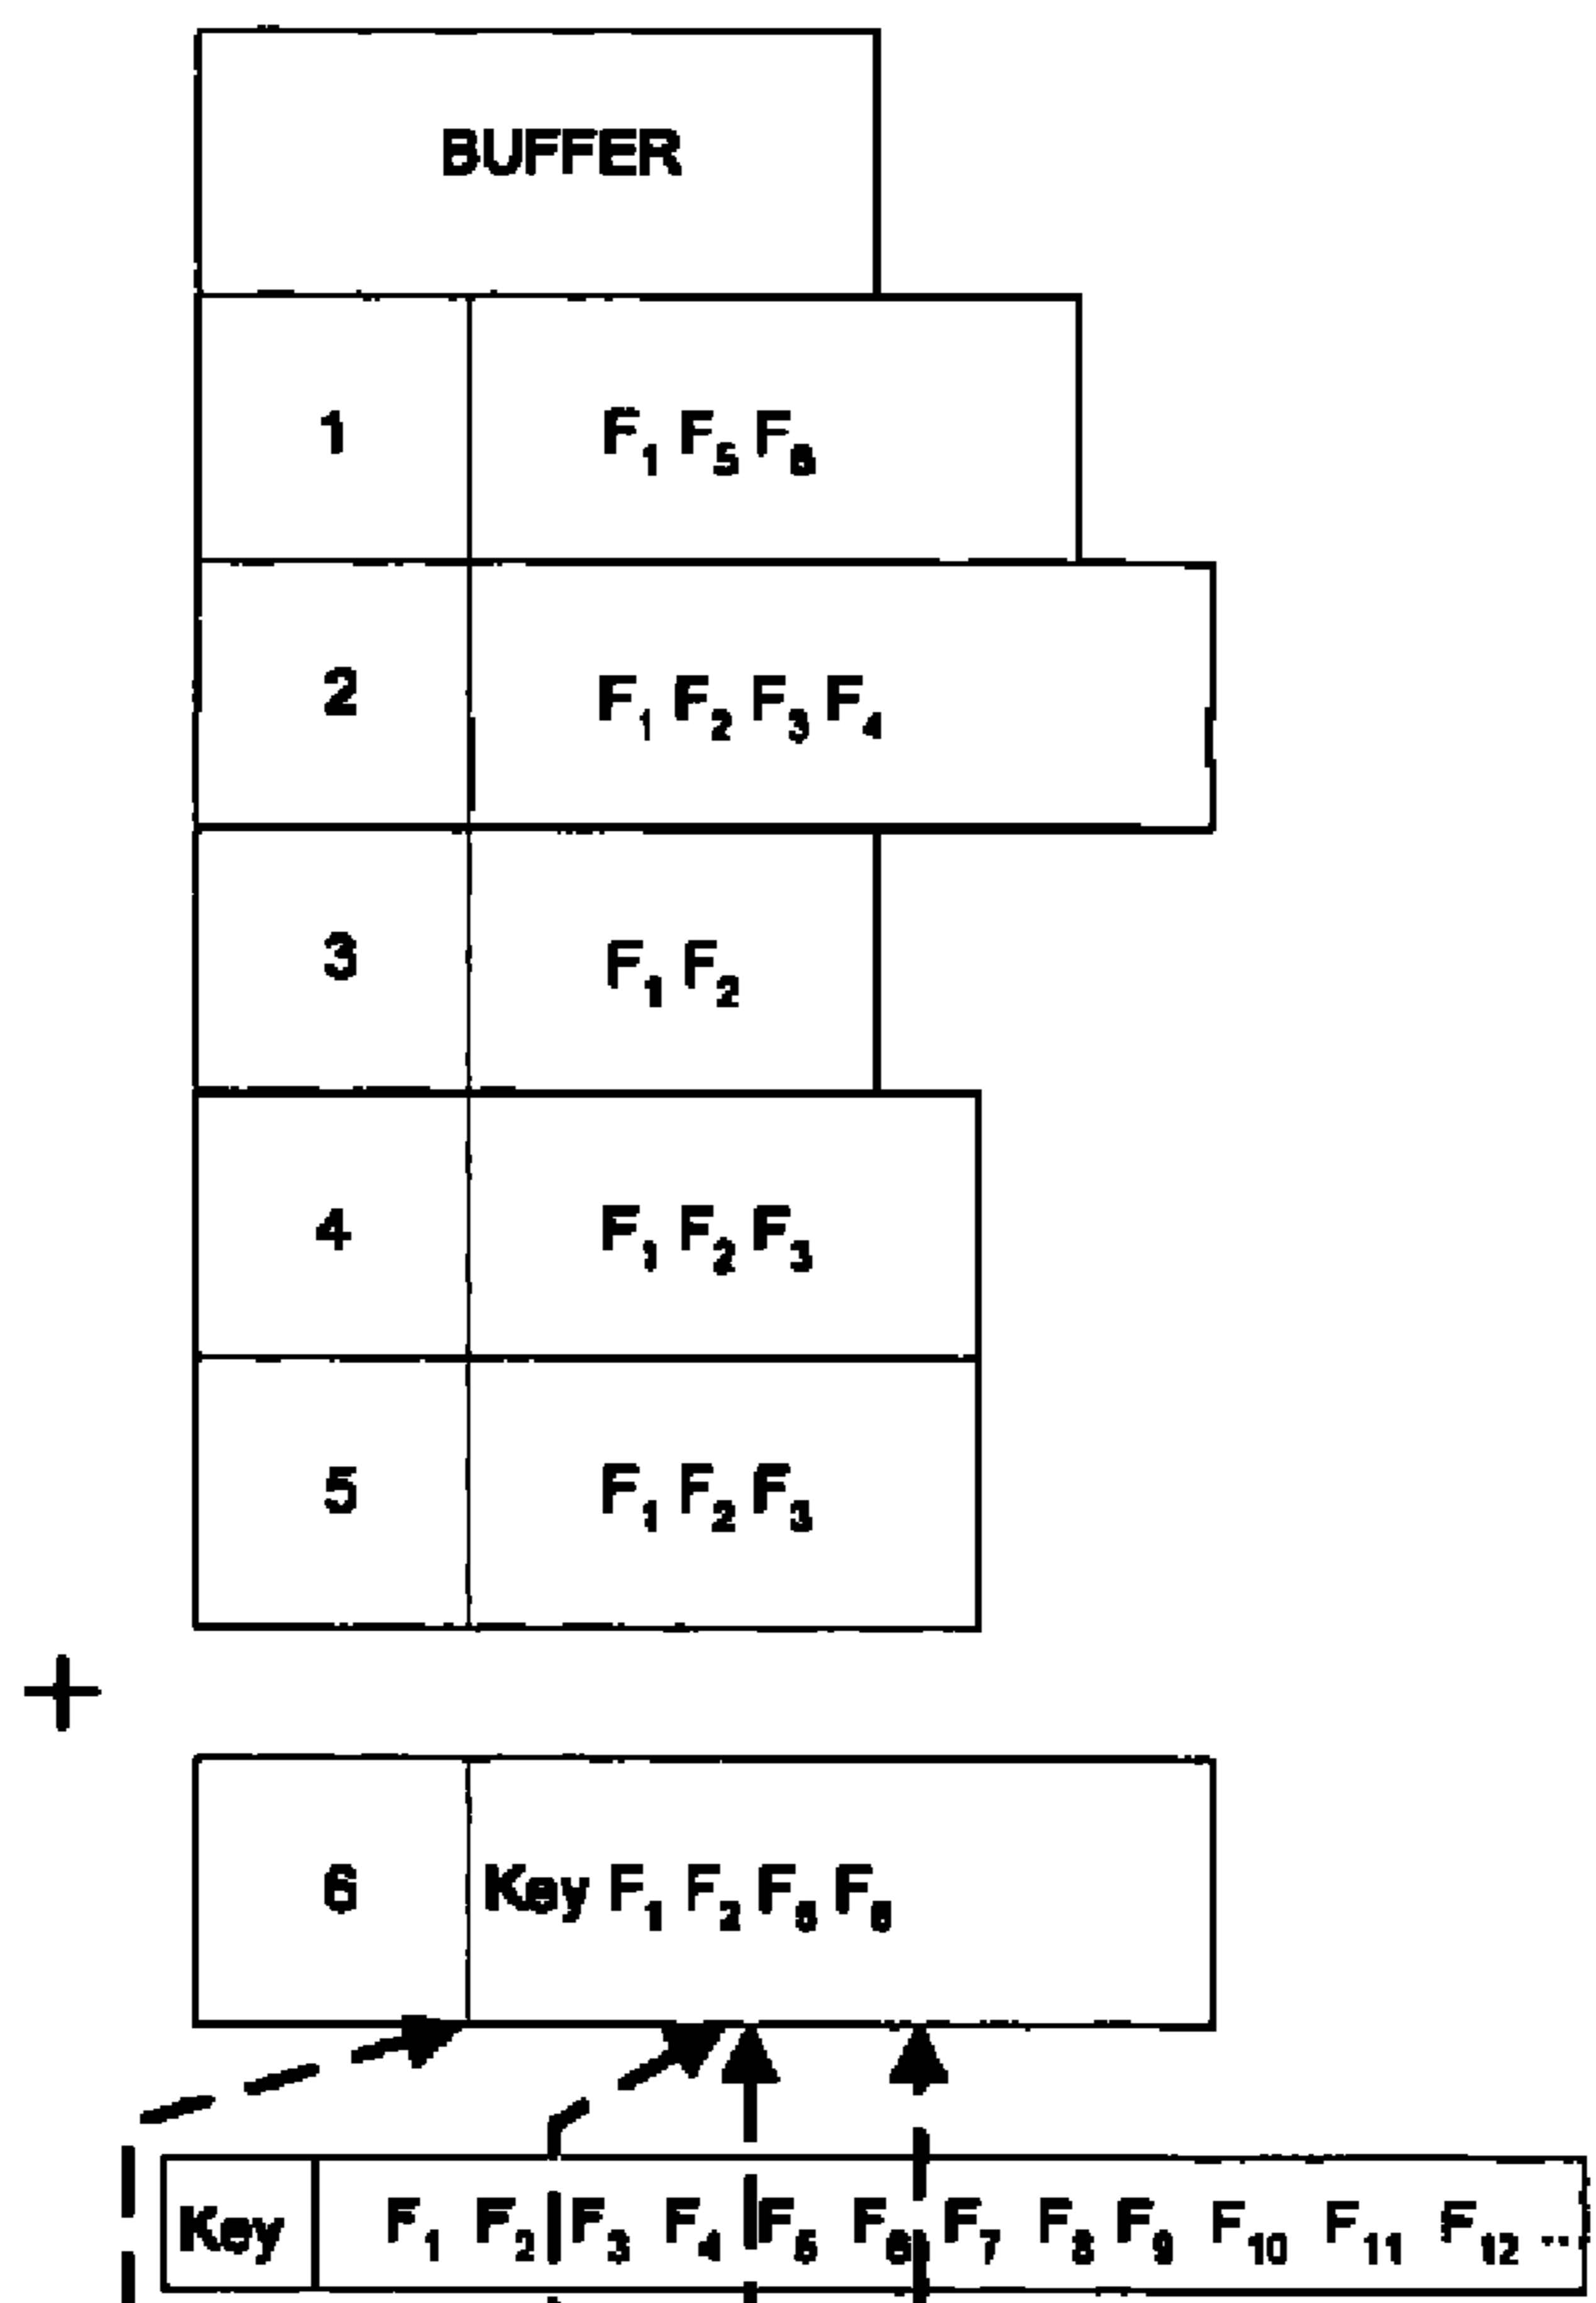 BUFFER
1 F₁ F₅ F₆
2 F₁ F₂ F₃ F₄
3 F₁ F₂
4 F₁ F₂ F₃
5 F₁ F₂ F₃
+
6 Key F₁ F₂ F₅ F₆
Key F₁ F₂ F₃ F₄ F₅ F₆ F₇ F₈ F₉ F₁₀ F₁₁ F₁₂ ...